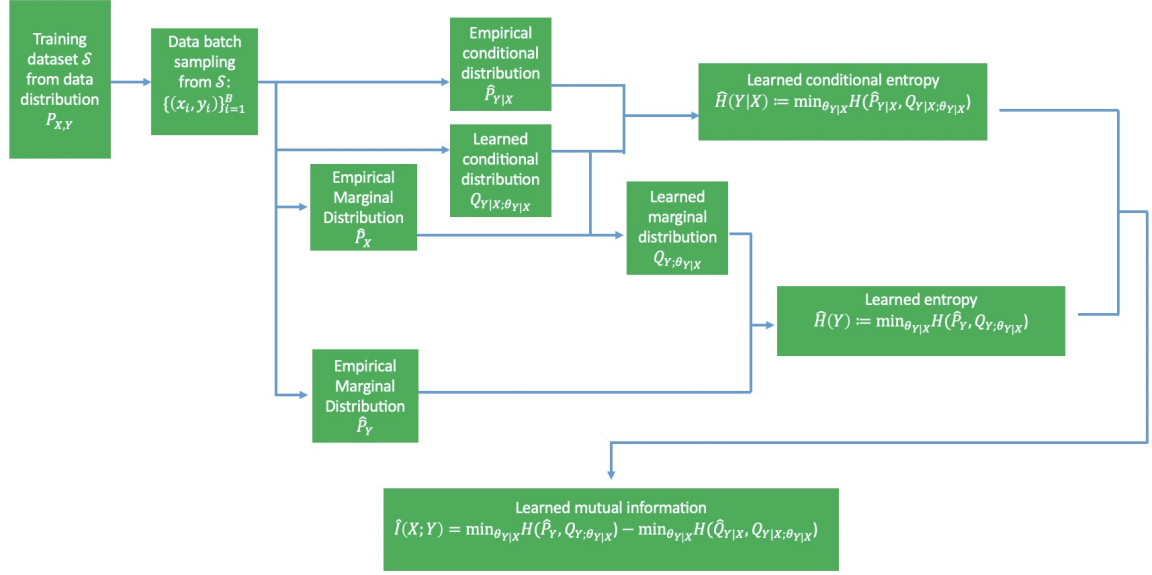 Training
dataset 𝒮
from data
distribution
P_{X,Y}
Data batch
sampling
from 𝒮:
{(x_i, y_i)}_{i=1}^{B}
Empirical
conditional
distribution
P̂_{Y|X}
Learned
conditional
distribution
Q_{Y|X;θ_{Y|X}}
Empirical
Marginal
Distribution
P̂_X
Learned
marginal
distribution
Q_{Y;θ_{Y|X}}
Empirical
Marginal
Distribution
P̂_Y
Learned conditional entropy
Ĥ(Y|X) ≔ min_{θ_{Y|X}} H(P̂_{Y|X}, Q_{Y|X;θ_{Y|X}})
Learned entropy
Ĥ(Y) ≔ min_{θ_{Y|X}} H(P̂_Y, Q_{Y;θ_{Y|X}})
Learned mutual information
Î(X; Y) = min_{θ_{Y|X}} H(P̂_Y, Q_{Y;θ_{Y|X}}) − min_{θ_{Y|X}} H(Q̂_{Y|X}, Q_{Y|X;θ_{Y|X}})